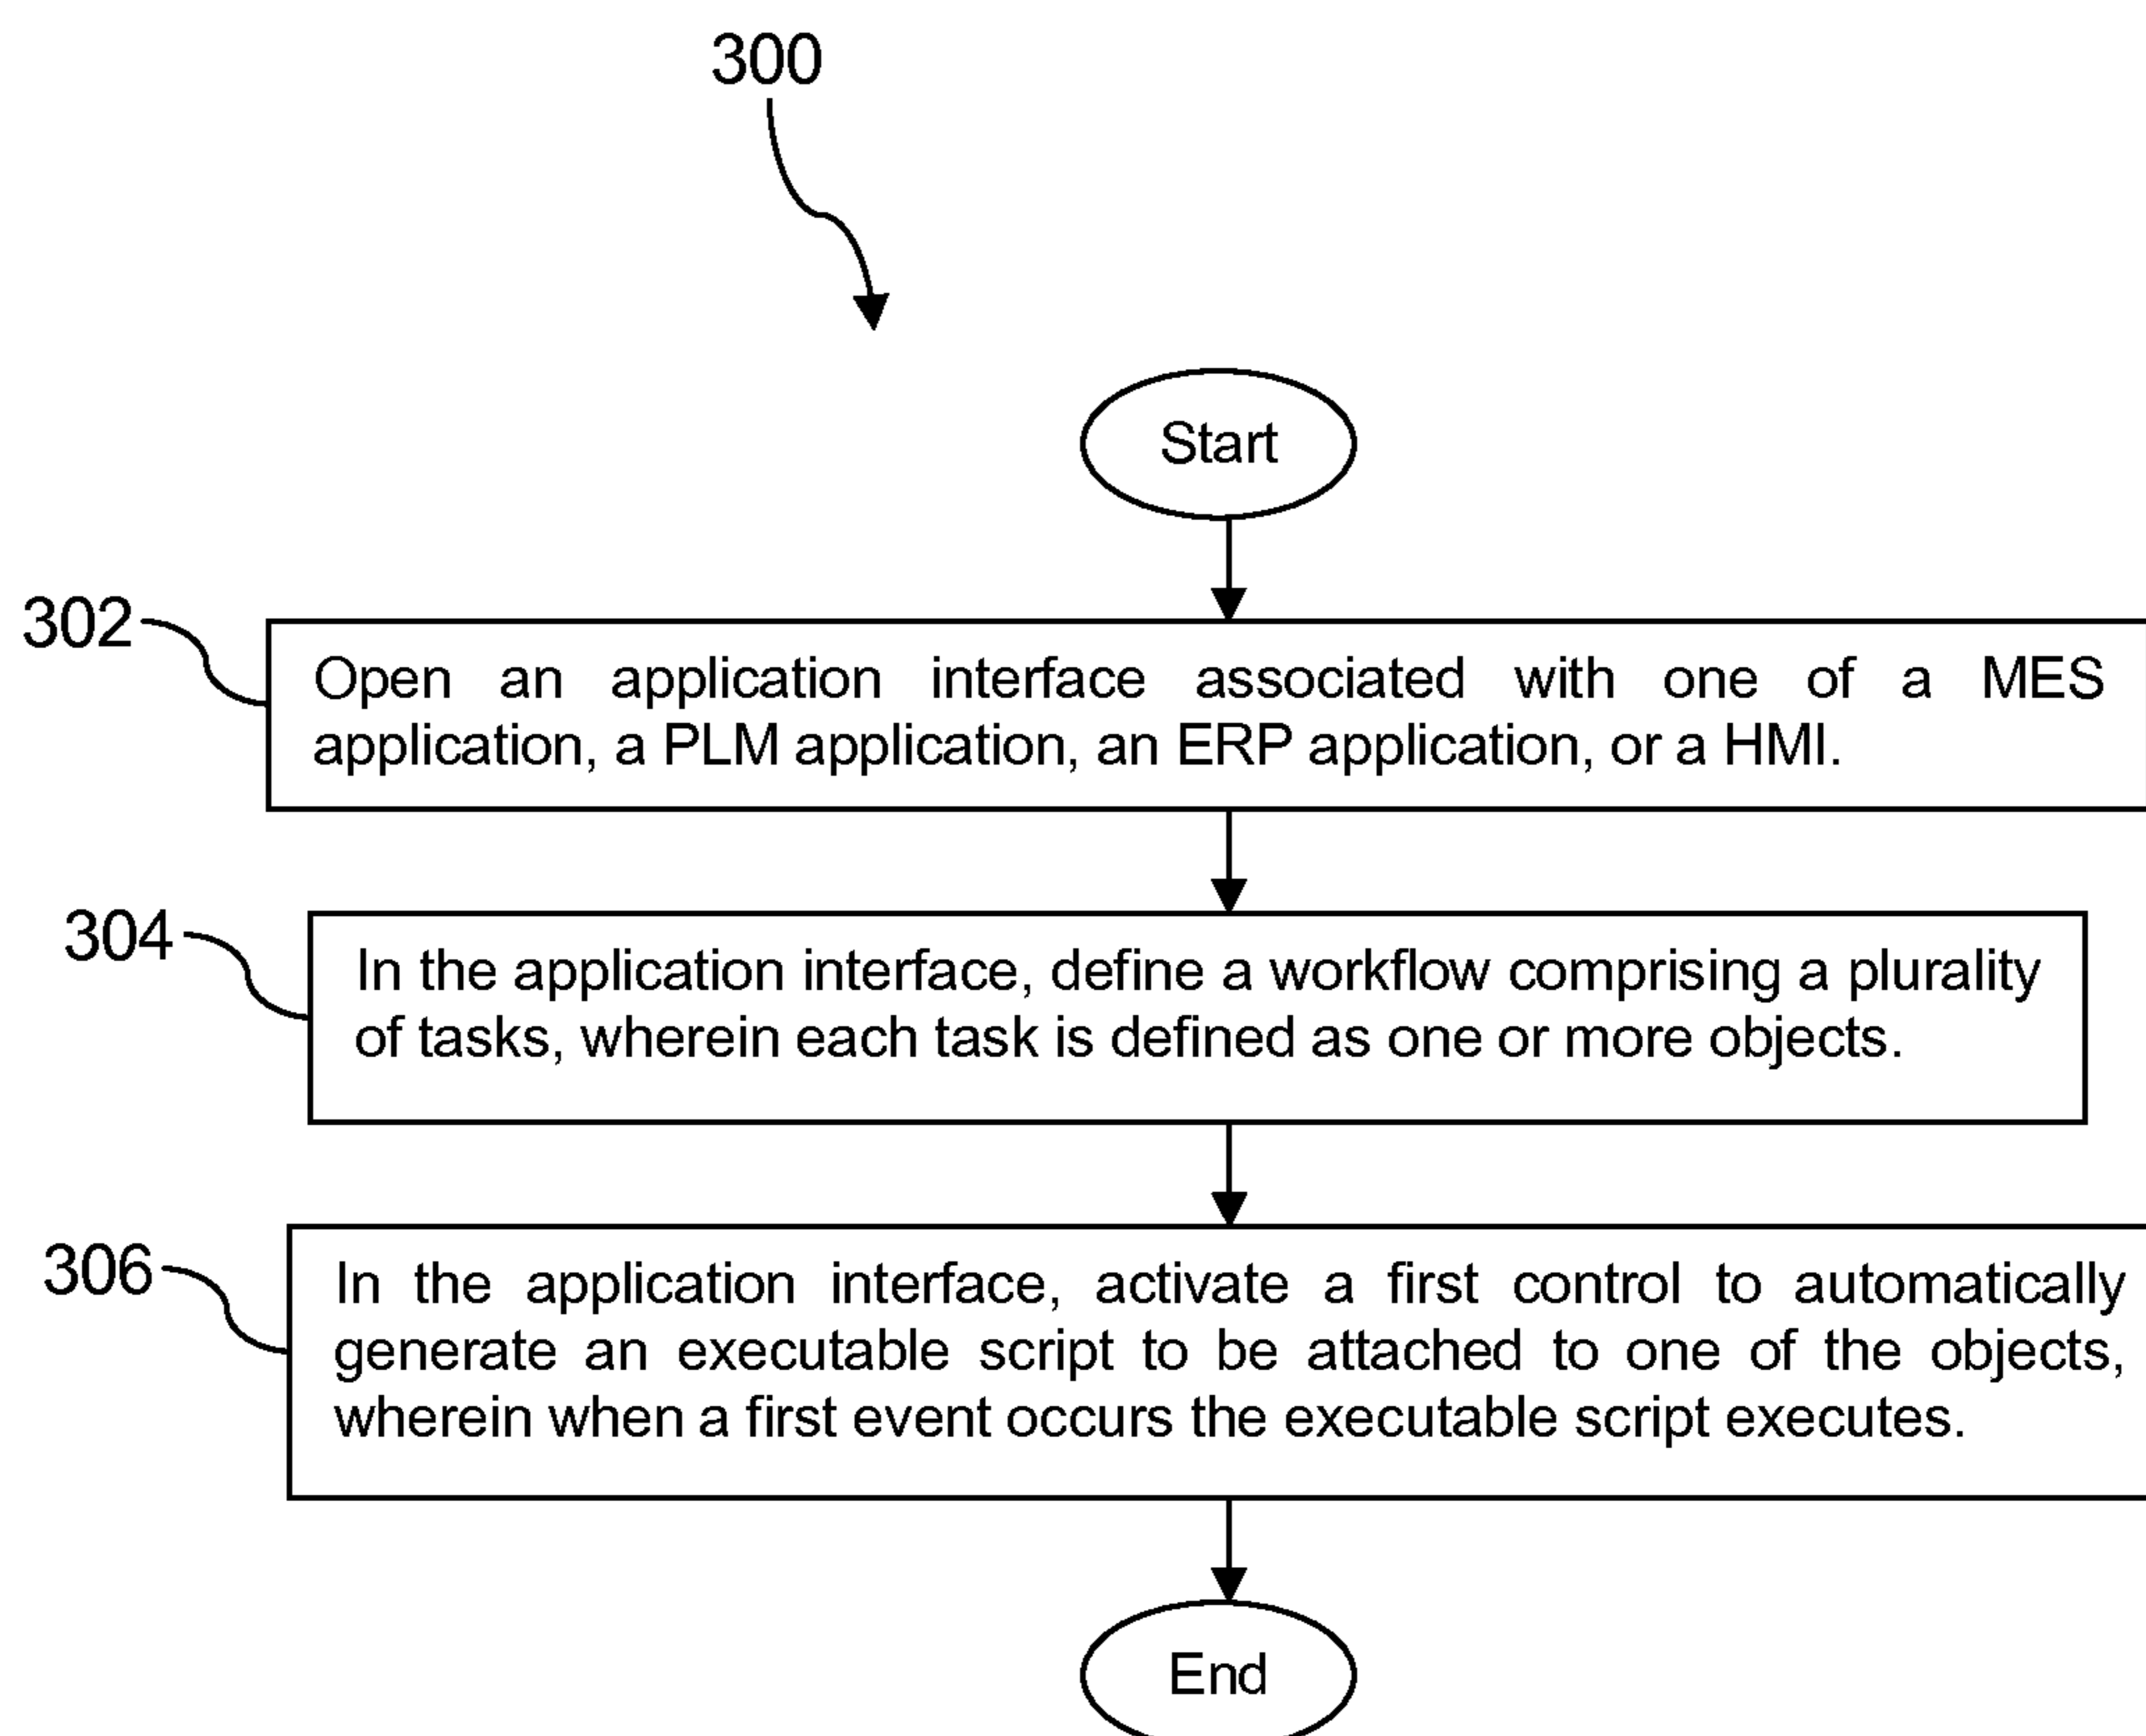 300
Start
302
Open an application interface associated with one of a MES
application, a PLM application, an ERP application, or a HMI.
304
In the application interface, define a workflow comprising a plurality
of tasks, wherein each task is defined as one or more objects.
306
In the application interface, activate a first control to automatically
generate an executable script to be attached to one of the objects,
wherein when a first event occurs the executable script executes.
End